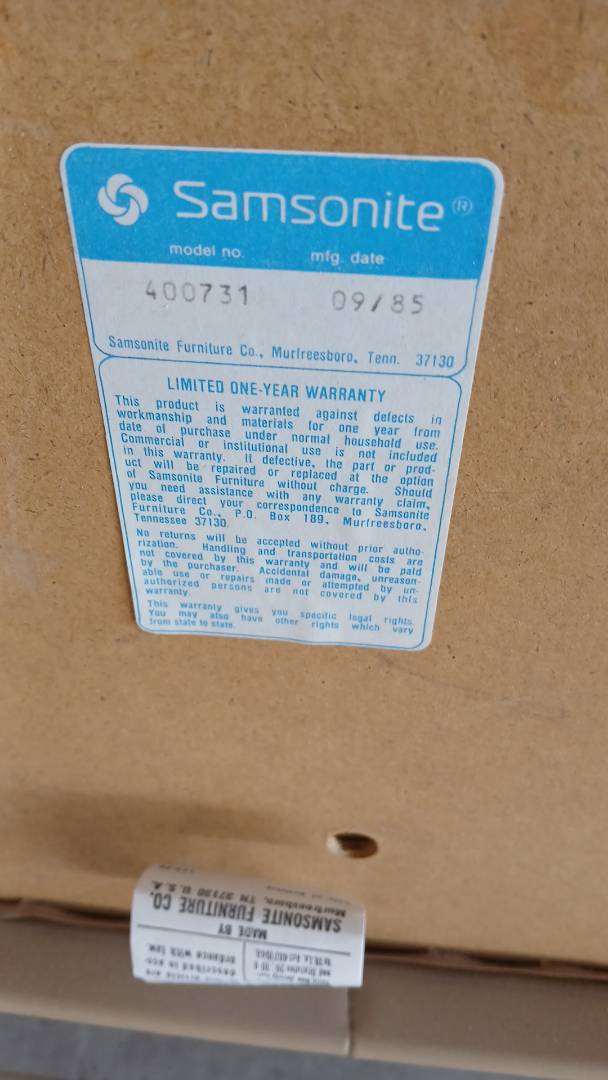 Samsonite®
model no. mfg. date
400731 09/85
Samsonite Furniture Co., Murfreesboro, Tenn. 37130
LIMITED ONE-YEAR WARRANTY
This product is warranted against defects in
workmanship and materials for one year from
date of purchase under normal household use.
Commercial or institutional use is not included
in this warranty. If defective, the part or prod-
uct will be repaired or replaced at the option
of Samsonite Furniture without charge. Should
you need assistance with any warranty claim,
please direct your correspondence to Samsonite
Furniture Co., P.O. Box 189, Murfreesboro,
Tennessee 37130.
No returns will be accepted without prior autho-
rization. Handling and transportation costs are
not covered by this warranty and will be paid
by the purchaser. Accidental damage, unreason-
able use or repairs made or attempted by un-
authorized persons are not covered by this
warranty.
This warranty gives you specific legal rights.
You may also have other rights which vary
from state to state.
MADE BY
SAMSONITE FURNITURE CO.
Murfreesboro, TN 37130 U.S.A.